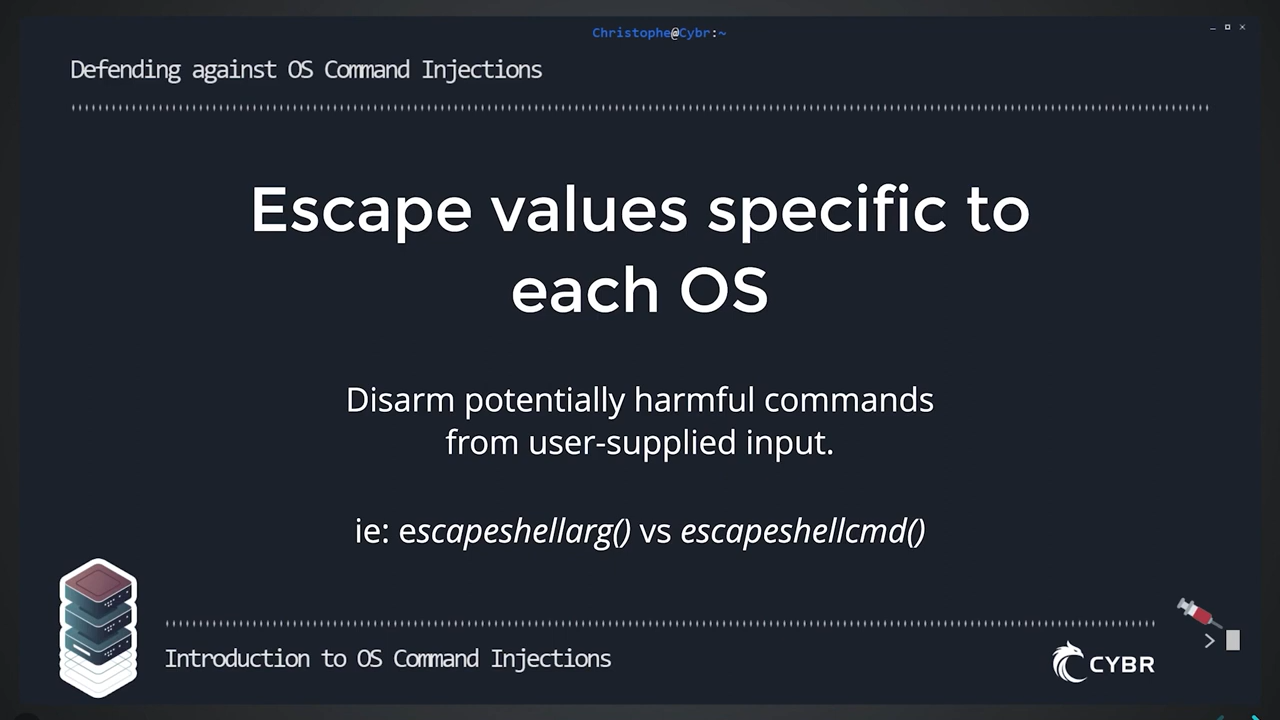 Christophe@Cybr:~
Defending against OS Command Injections
Escape values specific to
each OS
Disarm potentially harmful commands
from user-supplied input.
ie: escapeshellarg() vs escapeshellcmd()
Introduction to OS Command Injections
CYBR